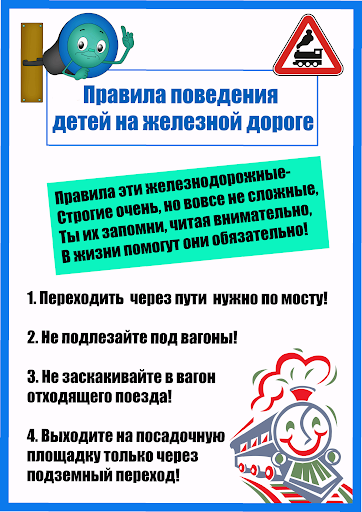 Правила поведения
детей на железной дороге
Правила эти железнодорожные-
Строгие очень, но вовсе не сложные,
Ты их запомни, читая внимательно,
В жизни помогут они обязательно!
1. Переходить через пути нужно по мосту!
2. Не подлезайте под вагоны!
3. Не заскакивайте в вагон
отходящего поезда!
4. Выходите на посадочную
площадку только через
подземный переход!